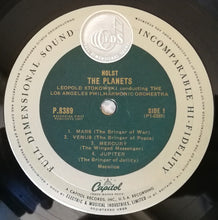 FULL DIMENSIONAL SOUND
INCOMPARABLE HIGH-FIDELITY
HOLST
THE PLANETS
LEOPOLD STOKOWSKI conducting THE
LOS ANGELES PHILHARMONIC ORCHESTRA
P.8389
SIDE 1
1. MARS (The Bringer of War)
2. VENUS (The Bringer of Peace)
3. MERCURY
(The Winged Messenger)
4. JUPITER
(The Bringer of Jollity)
Capitol